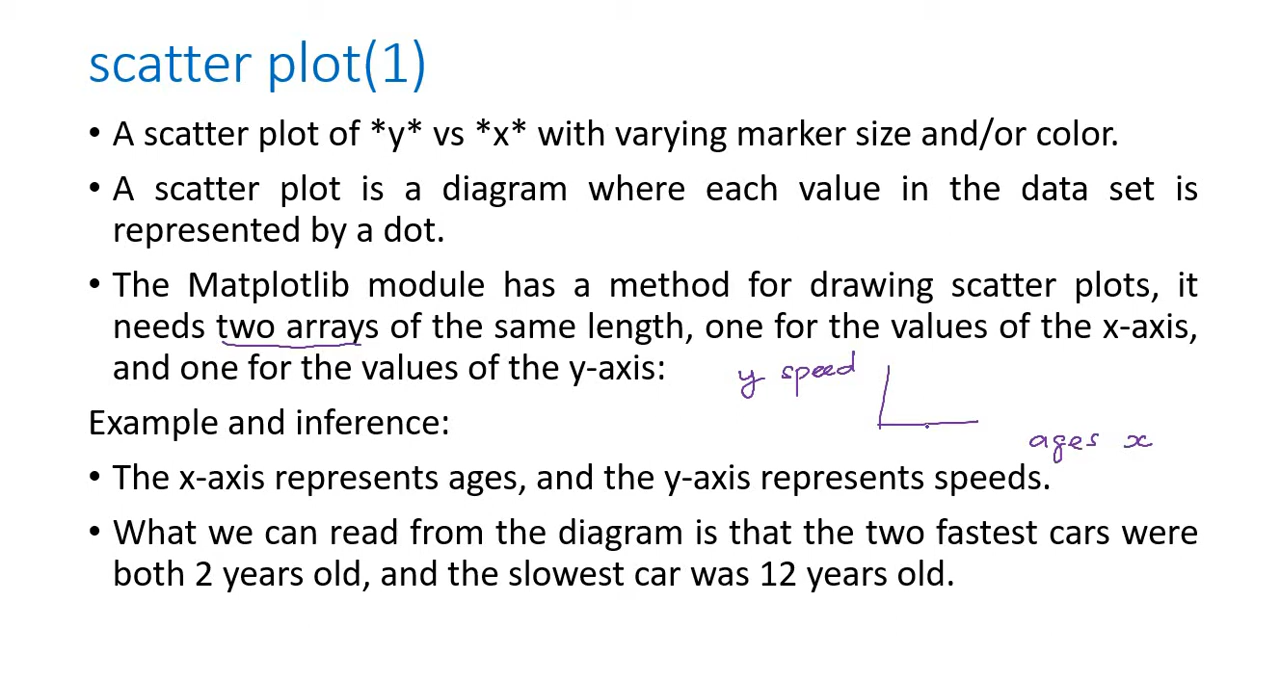 scatter plot(1)
• A scatter plot of *y* vs *x* with varying marker size and/or color.
• A scatter plot is a diagram where each value in the data set is
represented by a dot.
• The Matplotlib module has a method for drawing scatter plots, it
needs two arrays of the same length, one for the values of the x-axis,
and one for the values of the y-axis:
y speed
ages x
Example and inference:
• The x-axis represents ages, and the y-axis represents speeds.
• What we can read from the diagram is that the two fastest cars were
both 2 years old, and the slowest car was 12 years old.